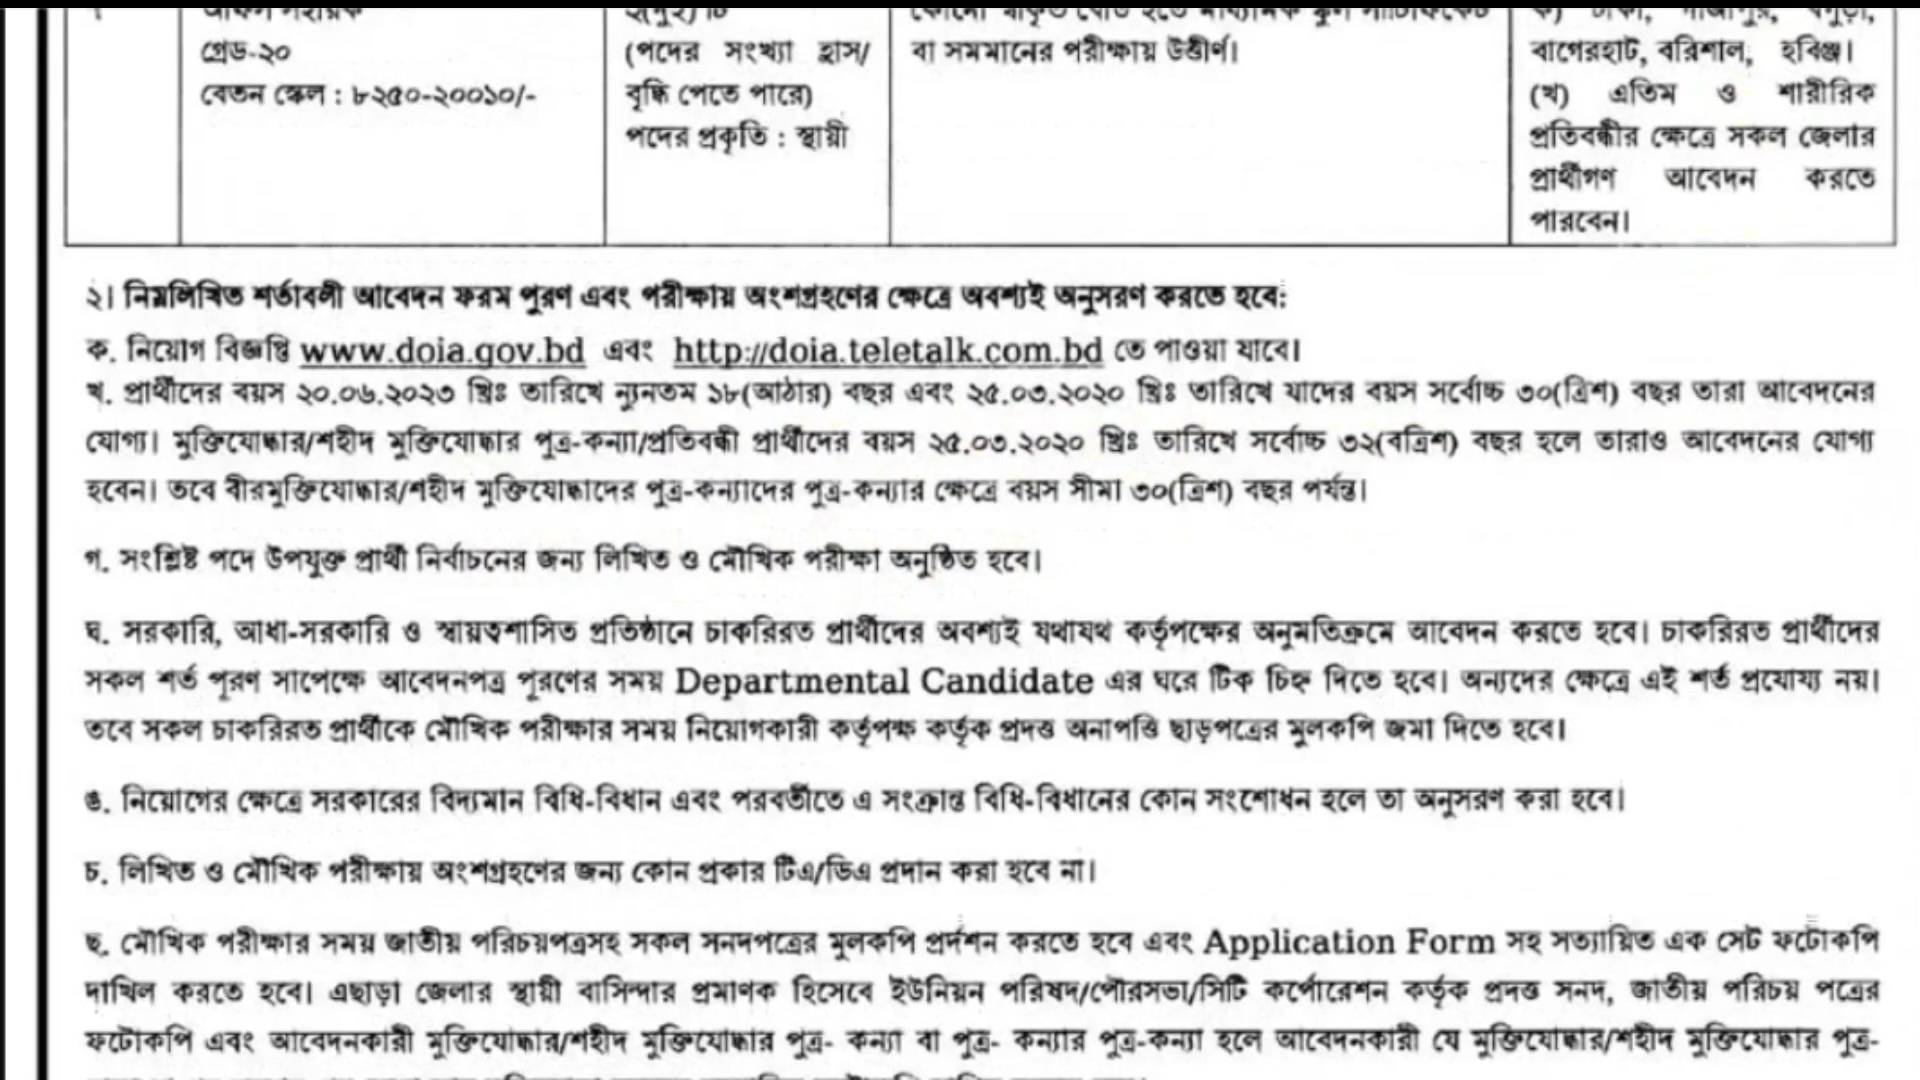 অফিস সহায়ক
গ্রেড-২০
বেতন স্কেল : ৮২৫০-২০০১০/-
২(দুই) টি
(পদের সংখ্যা হ্রাস/
বৃদ্ধি পেতে পারে)
পদের প্রকৃতি : স্থায়ী
কোনো স্বীকৃত বোর্ড হতে মাধ্যমিক স্কুল সার্টিফিকেট
বা সমমানের পরীক্ষায় উত্তীর্ণ।
ক) ঢাকা, গাজীপুর, বগুড়া,
বাগেরহাট, বরিশাল, হবিগঞ্জ।
(খ) এতিম ও শারীরিক
প্রতিবন্ধীর ক্ষেত্রে সকল জেলার
প্রার্থীগণ আবেদন করতে
পারবেন।
২। নিম্নলিখিত শর্তাবলী আবেদন ফরম পুরণ এবং পরীক্ষায় অংশগ্রহণের ক্ষেত্রে অবশ্যই অনুসরণ করতে হবে:
ক. নিয়োগ বিজ্ঞপ্তি www.doia.gov.bd এবং http://doia.teletalk.com.bd তে পাওয়া যাবে।
খ. প্রার্থীদের বয়স ২০.০৬.২০২৩ খ্রিঃ তারিখে ন্যুনতম ১৮(আঠার) বছর এবং ২৫.০৩.২০২০ খ্রিঃ তারিখে যাদের বয়স সর্বোচ্চ ৩০(ত্রিশ) বছর তারা আবেদনের
যোগ্য। মুক্তিযোদ্ধার/শহীদ মুক্তিযোদ্ধার পুত্র-কন্যা/প্রতিবন্ধী প্রার্থীদের বয়স ২৫.০৩.২০২০ খ্রিঃ তারিখে সর্বোচ্চ ৩২(বত্রিশ) বছর হলে তারাও আবেদনের যোগ্য
হবেন। তবে বীরমুক্তিযোদ্ধার/শহীদ মুক্তিযোদ্ধাদের পুত্র-কন্যাদের পুত্র-কন্যার ক্ষেত্রে বয়স সীমা ৩০(ত্রিশ) বছর পর্যন্ত।
গ. সংশ্লিষ্ট পদে উপযুক্ত প্রার্থী নির্বাচনের জন্য লিখিত ও মৌখিক পরীক্ষা অনুষ্ঠিত হবে।
ঘ. সরকারি, আধা-সরকারি ও স্বায়ত্বশাসিত প্রতিষ্ঠানে চাকরিরত প্রার্থীদের অবশ্যই যথাযথ কর্তৃপক্ষের অনুমতিক্রমে আবেদন করতে হবে। চাকরিরত প্রার্থীদের
সকল শর্ত পূরণ সাপেক্ষে আবেদনপত্র পূরণের সময় Departmental Candidate এর ঘরে টিক চিহ্ন দিতে হবে। অন্যদের ক্ষেত্রে এই শর্ত প্রযোয্য নয়।
তবে সকল চাকরিরত প্রার্থীকে মৌখিক পরীক্ষার সময় নিয়োগকারী কর্তৃপক্ষ কর্তৃক প্রদত্ত অনাপত্তি ছাড়পত্রের মুলকপি জমা দিতে হবে।
ঙ. নিয়োগের ক্ষেত্রে সরকারের বিদ্যমান বিধি-বিধান এবং পরবর্তীতে এ সংক্রান্ত বিধি-বিধানের কোন সংশোধন হলে তা অনুসরণ করা হবে।
চ. লিখিত ও মৌখিক পরীক্ষায় অংশগ্রহণের জন্য কোন প্রকার টিএ/ডিএ প্রদান করা হবে না।
ছ. মৌখিক পরীক্ষার সময় জাতীয় পরিচয়পত্রসহ সকল সনদপত্রের মুলকপি প্রর্দশন করতে হবে এবং Application Form সহ সত্যায়িত এক সেট ফটোকপি
দাখিল করতে হবে। এছাড়া জেলার স্থায়ী বাসিন্দার প্রমাণক হিসেবে ইউনিয়ন পরিষদ/পৌরসভা/সিটি কর্পোরেশন কর্তৃক প্রদত্ত সনদ, জাতীয় পরিচয় পত্রের
ফটোকপি এবং আবেদনকারী মুক্তিযোদ্ধার/শহীদ মুক্তিযোদ্ধার পুত্র- কন্যা বা পুত্র- কন্যার পুত্র-কন্যা হলে আবেদনকারী যে মুক্তিযোদ্ধার/শহীদ মুক্তিযোদ্ধার পুত্র-